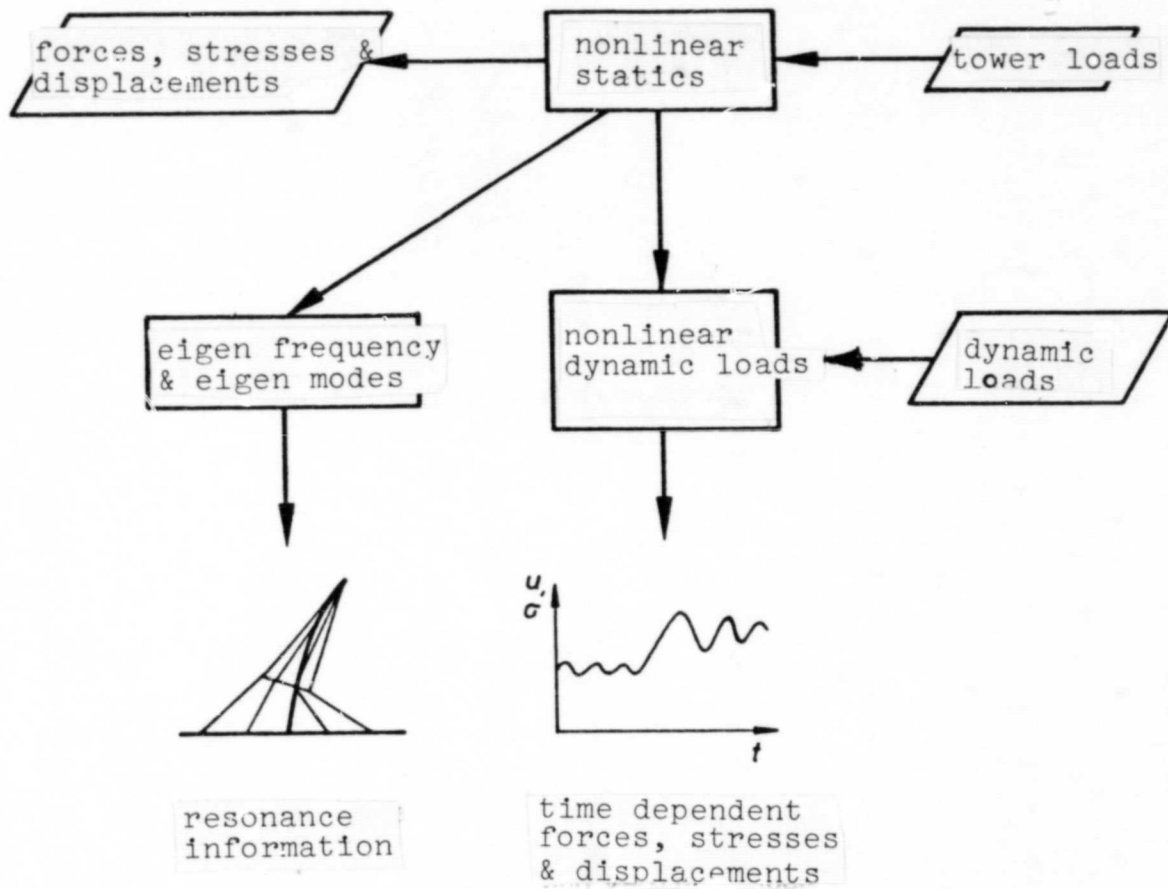 forces, stresses &
displacements
nonlinear
statics
tower loads
eigen frequency
& eigen modes
nonlinear
dynamic loads
dynamic
loads
u,
σ
t
resonance
information
time dependent
forces, stresses
& displacements